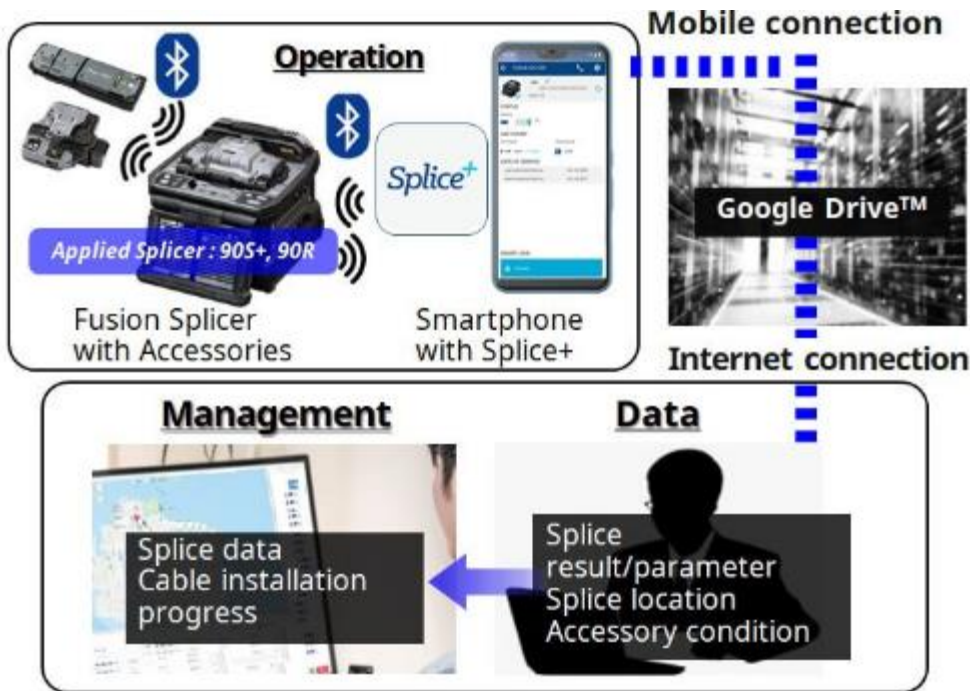 Mobile connection
Operation
Splice+
Google Drive™
Applied Splicer : 90S+, 90R
Fusion Splicer
with Accessories
Smartphone
with Splice+
Internet connection
Management
Data
Splice data
Cable installation
progress
Splice
result/parameter
Splice location
Accessory condition